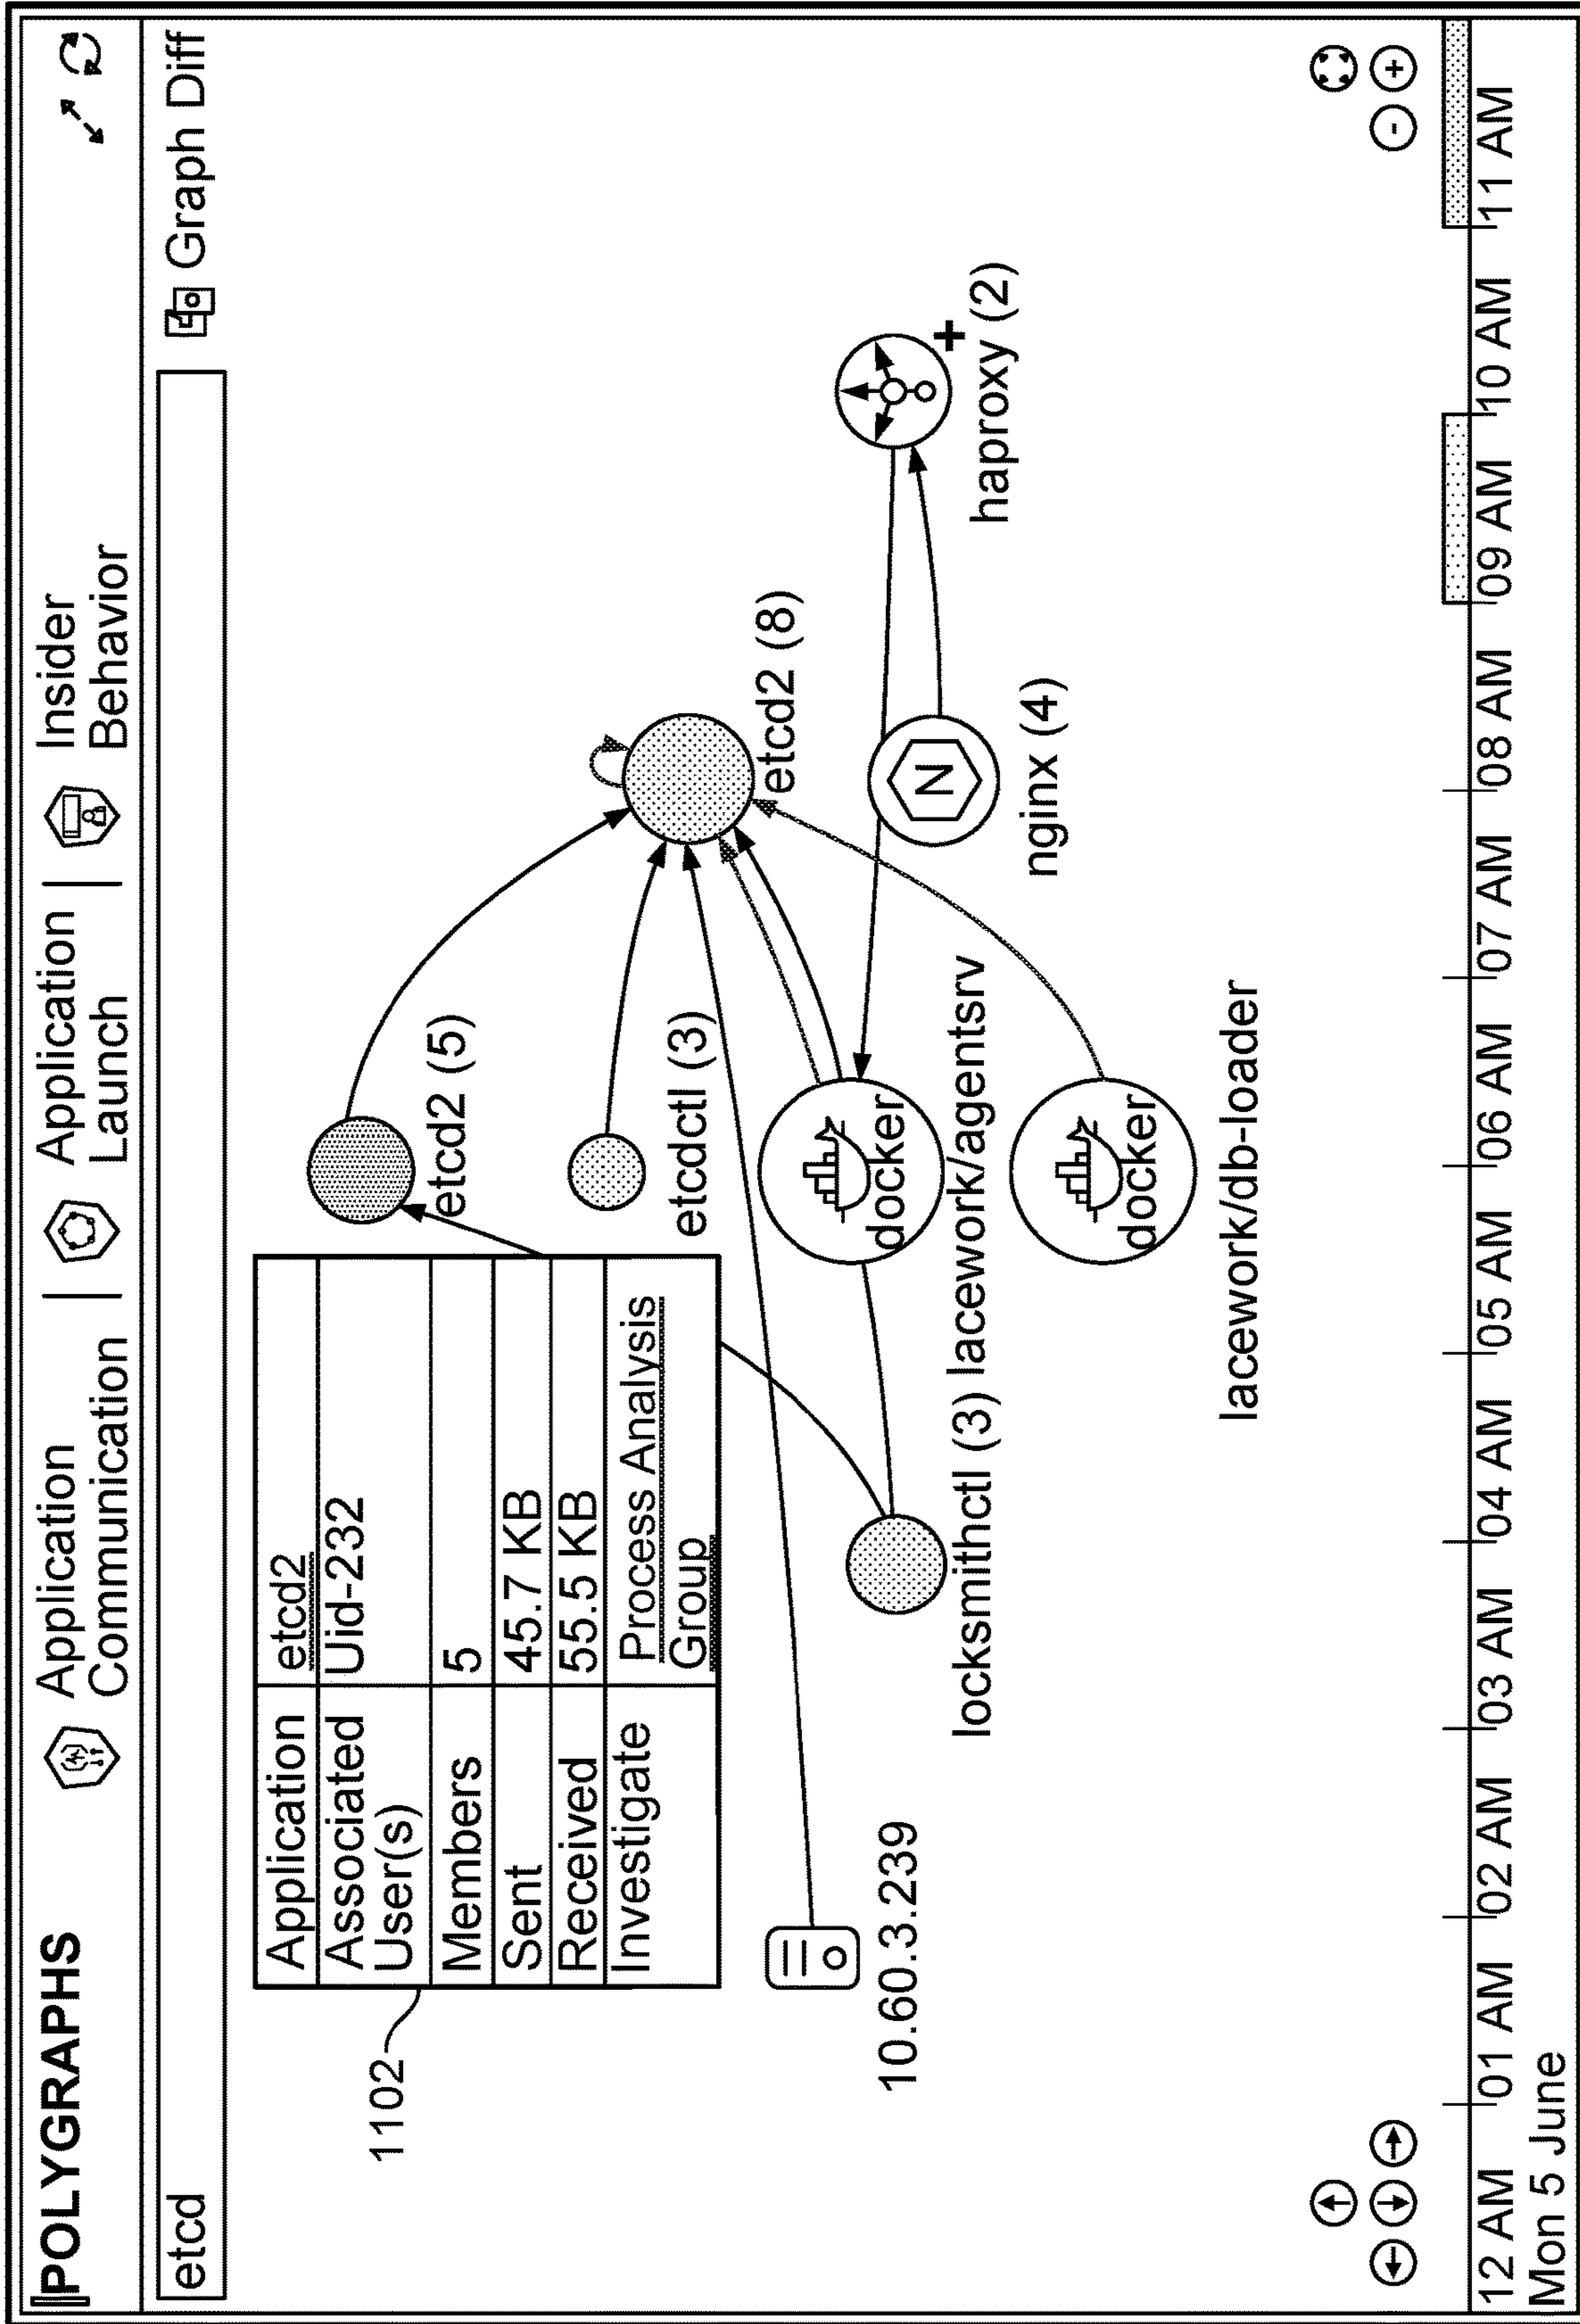 POLYGRAPHS
Application
Communication
Application
Launch
Insider
Behavior
etcd
Graph Diff
Application etcd2
Associated Uid-232
User(s)
Members 5
Sent 45.7 KB
Received 55.5 KB
Investigate Process Analysis
Group
1102
etcd2 (5)
etcdctl (3)
etcd2 (8)
10.60.3.239
docker
locksmithctl (3) lacework/agentsrv
N
nginx (4)
+
haproxy (2)
docker
lacework/db-loader
- +
12 AM 01 AM 02 AM 03 AM 04 AM 05 AM 06 AM 07 AM 08 AM 09 AM 10 AM 11 AM
Mon 5 June